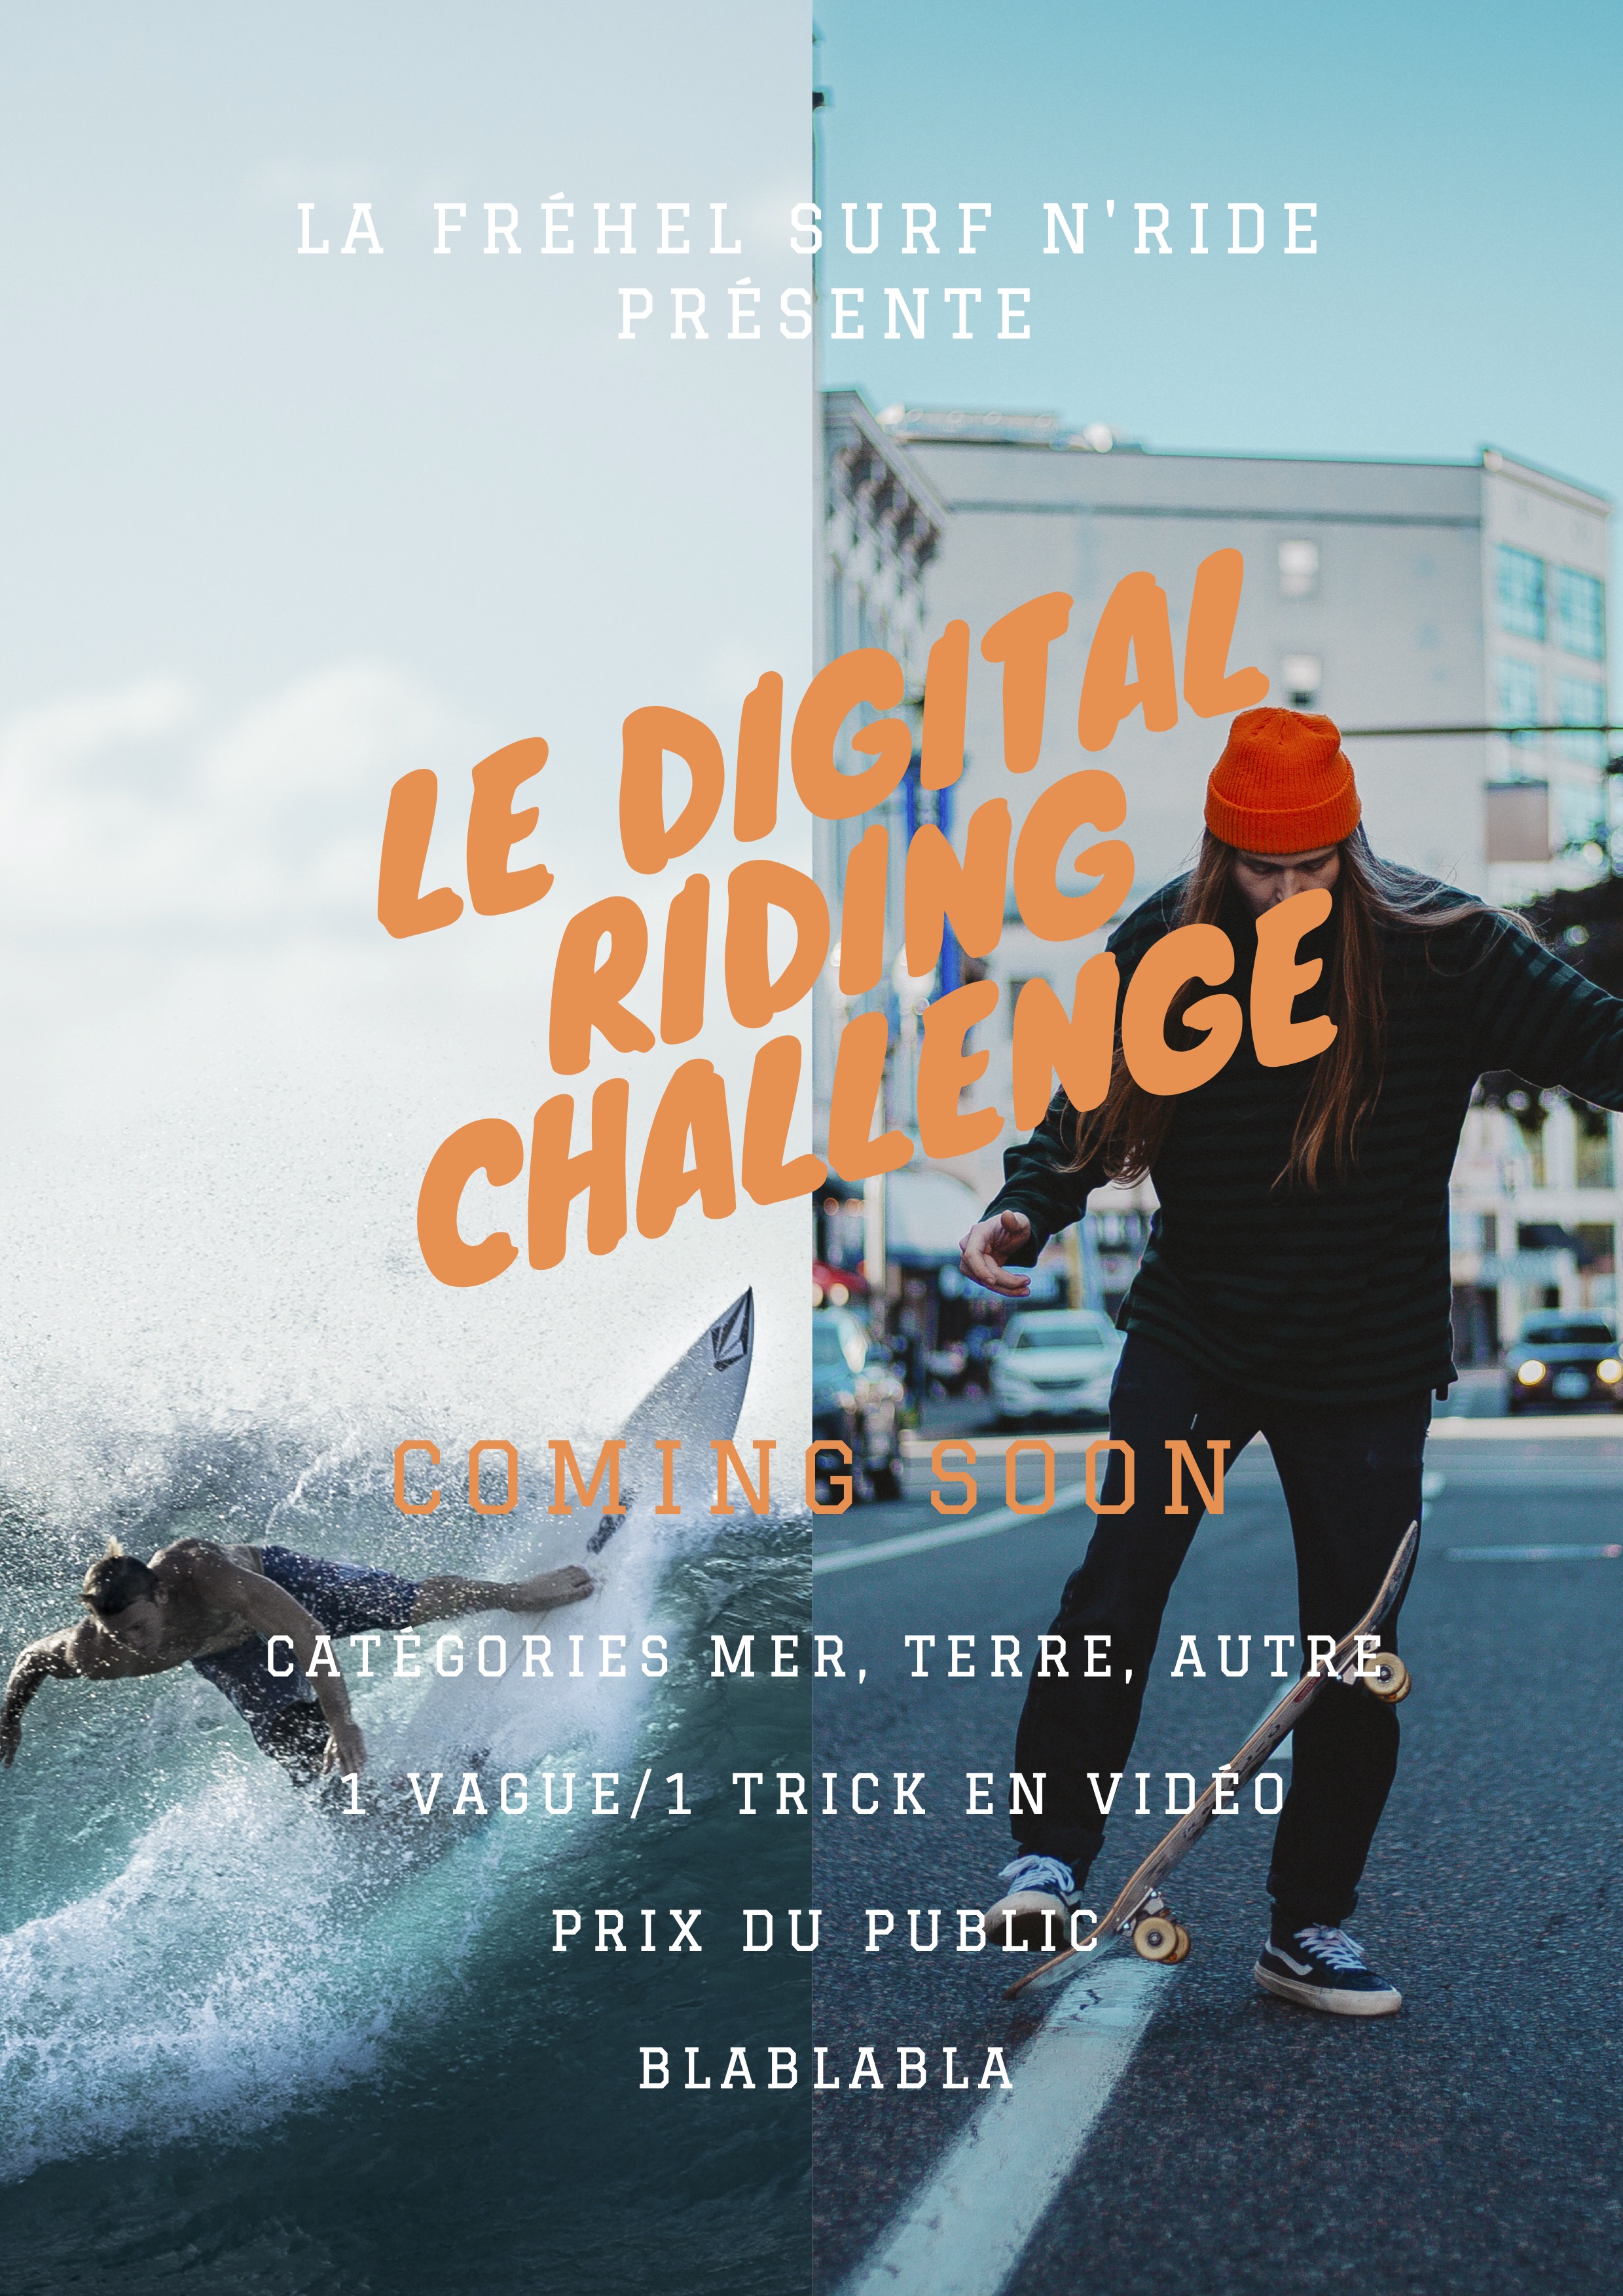 LA FRÉHEL SURF N'RIDE
PRÉSENTE
LE DIGITAL
RIDING
CHALLENGE
COMING SOON
CATÉGORIES MER, TERRE, AUTRE
1 VAGUE/1 TRICK EN VIDÉO
PRIX DU PUBLIC
BLABLABLA